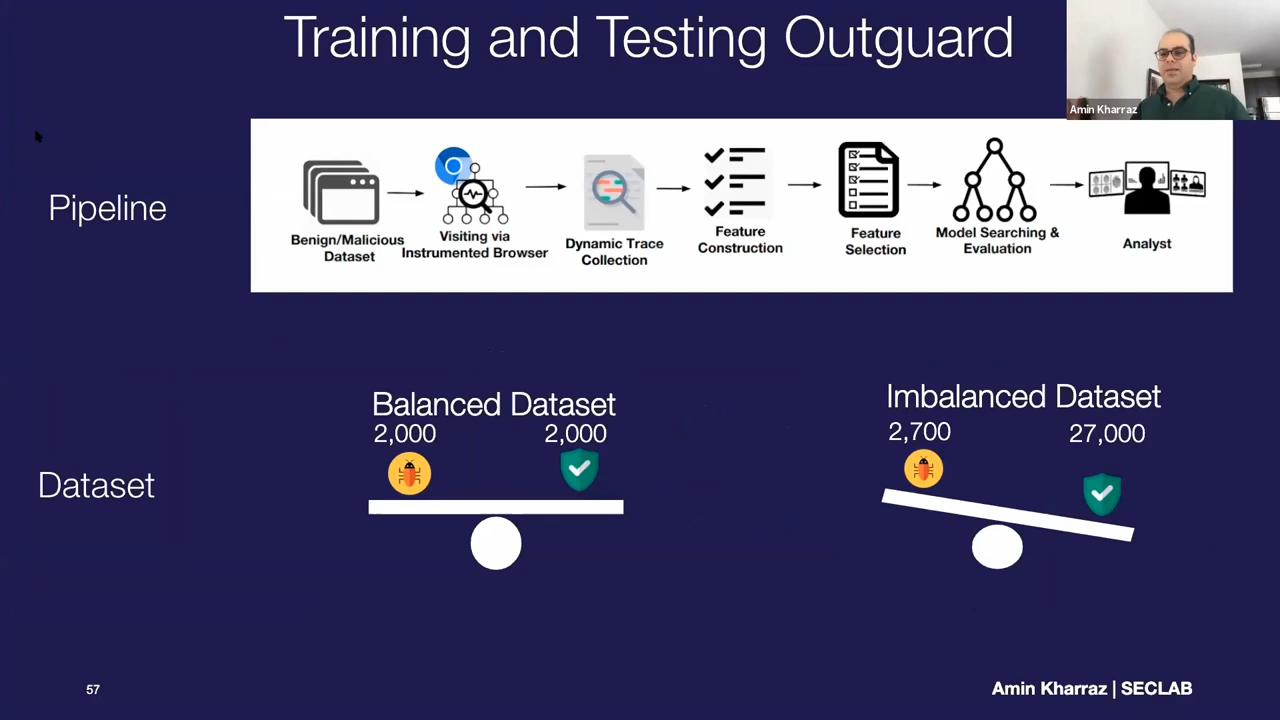 Training and Testing Outguard
Amin Kharraz
Pipeline
Benign/Malicious
Dataset
Visiting via
Instrumented Browser
Dynamic Trace
Collection
Feature
Construction
Feature
Selection
Model Searching &
Evaluation
Analyst
Dataset
Balanced Dataset
2,000 2,000
Imbalanced Dataset
2,700 27,000
57
Amin Kharraz | SECLAB